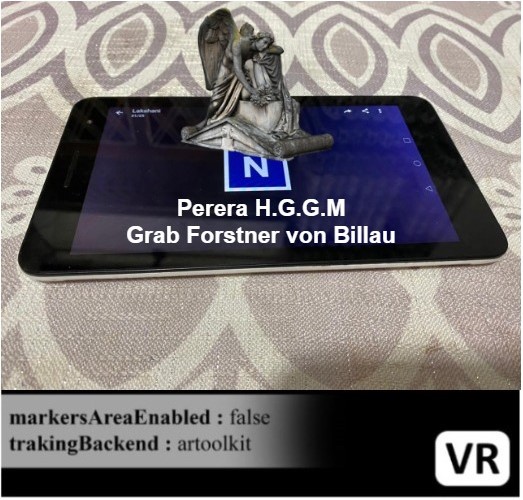 N
Perera H.G.G.M
Grab Forstner von Billau
markersAreaEnabled : false
trakingBackend : artoolkit
VR